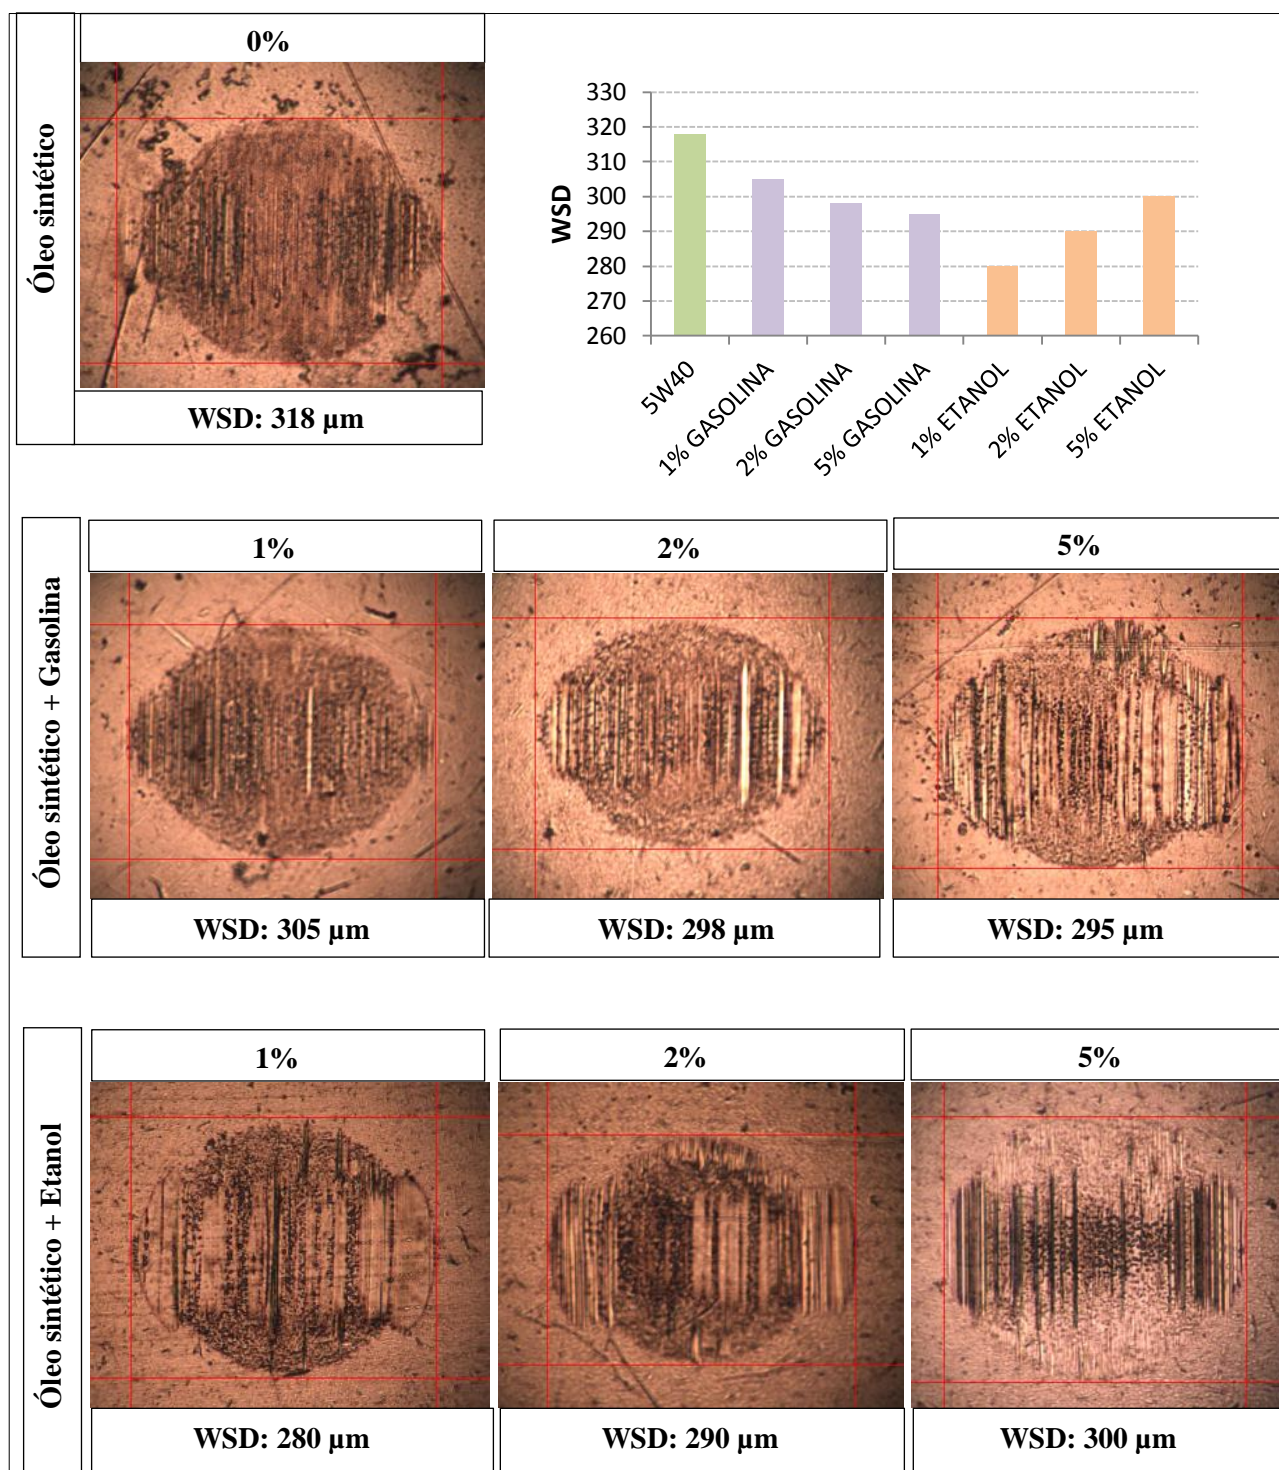 Óleo sintético
0%
WSD: 318 µm
WSD
330
320
310
300
290
280
270
260
5W40
1% GASOLINA
2% GASOLINA
5% GASOLINA
1% ETANOL
2% ETANOL
5% ETANOL
Óleo sintético + Gasolina
1%
2%
5%
WSD: 305 µm
WSD: 298 µm
WSD: 295 µm
Óleo sintético + Etanol
1%
2%
5%
WSD: 280 µm
WSD: 290 µm
WSD: 300 µm